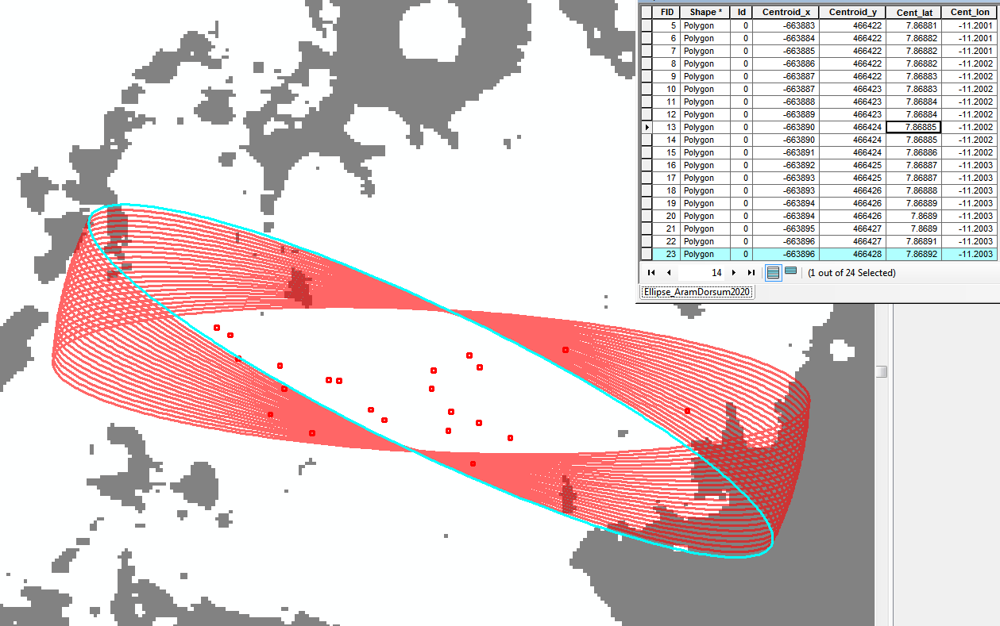 FID Shape * Id Centroid_x Centroid_y Cent_lat Cent_lon
5 Polygon 0 -663883 466422 7.86881 -11.2001
6 Polygon 0 -663884 466422 7.86882 -11.2001
7 Polygon 0 -663885 466422 7.86882 -11.2001
8 Polygon 0 -663886 466422 7.86882 -11.2002
9 Polygon 0 -663887 466422 7.86883 -11.2002
10 Polygon 0 -663887 466423 7.86883 -11.2002
11 Polygon 0 -663888 466423 7.86884 -11.2002
12 Polygon 0 -663889 466423 7.86884 -11.2002
13 Polygon 0 -663890 466424 7.86885 -11.2002
14 Polygon 0 -663890 466424 7.86885 -11.2002
15 Polygon 0 -663891 466424 7.86886 -11.2002
16 Polygon 0 -663892 466425 7.86887 -11.2003
17 Polygon 0 -663893 466425 7.86887 -11.2003
18 Polygon 0 -663893 466426 7.86888 -11.2003
19 Polygon 0 -663894 466426 7.86889 -11.2003
20 Polygon 0 -663894 466426 7.8689 -11.2003
21 Polygon 0 -663895 466427 7.8689 -11.2003
22 Polygon 0 -663896 466427 7.86891 -11.2003
23 Polygon 0 -663896 466428 7.86892 -11.2003
14 (1 out of 24 Selected)
Ellipse_AramDorsum2020